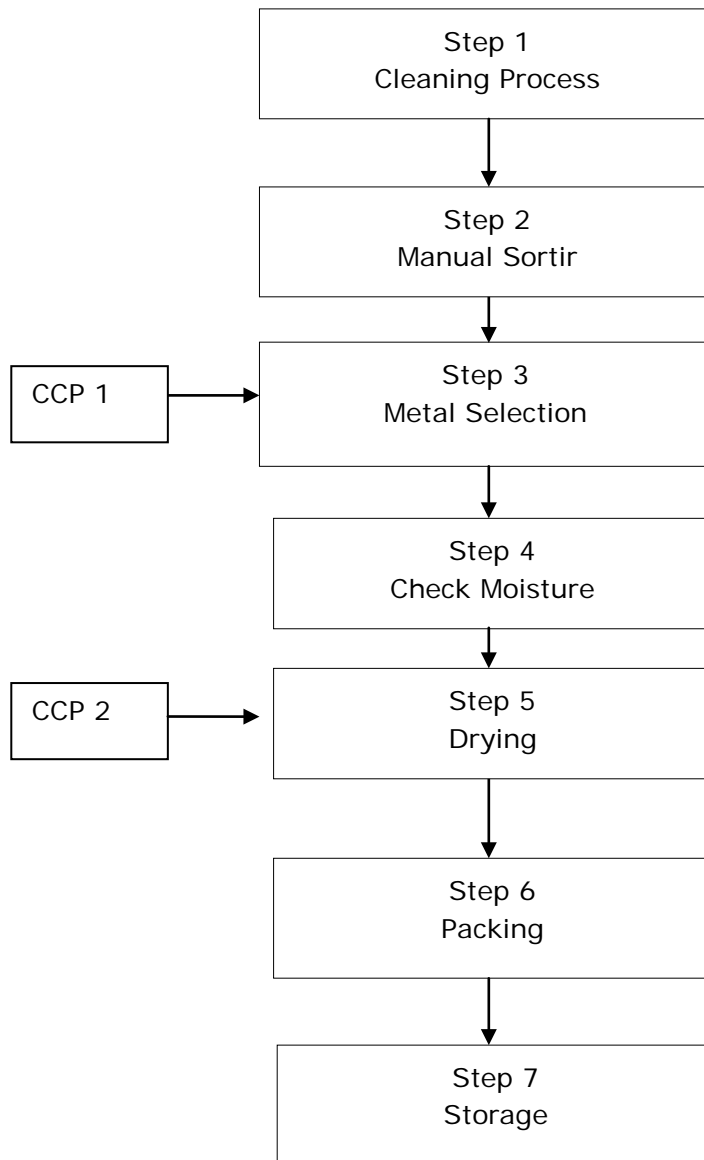 Step 1
Cleaning Process
Step 2
Manual Sortir
CCP 1
Step 3
Metal Selection
Step 4
Check Moisture
CCP 2
Step 5
Drying
Step 6
Packing
Step 7
Storage